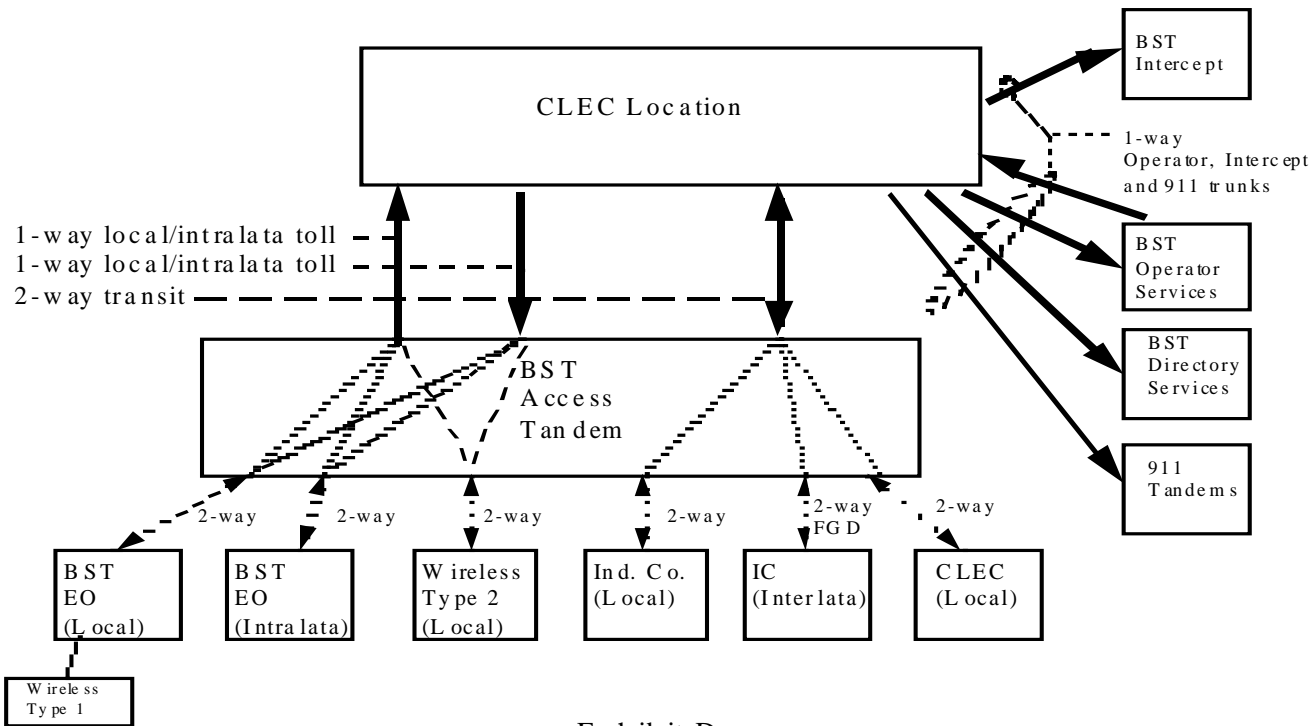 BST
Intercept
CLEC Location
1-way
Operator, Intercept
and 911 trunks
1-way local/intralata toll
1-way local/intralata toll
2-way transit
BST
Operator
Services
BST
Directory
Services
BST
Access
Tandem
911
Tandems
2-way
2-way
2-way
2-way
2-way
FGD
2-way
BST
EO
(Local)
BST
EO
(Intralata)
Wireless
Type 2
(Local)
Ind. Co.
(Local)
IC
(Interlata)
CLEC
(Local)
Wireless
Type 1